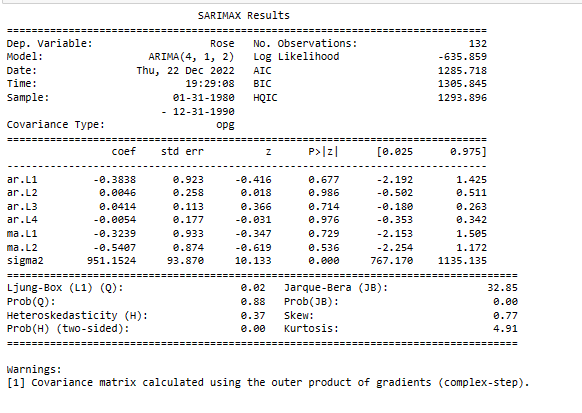 SARIMAX Results
==============================================================================
Dep. Variable:                   Rose   No. Observations:                  132
Model:                 ARIMA(4, 1, 2)   Log Likelihood                -635.859
Date:                Thu, 22 Dec 2022   AIC                           1285.718
Time:                        19:29:08   BIC                           1305.845
Sample:                    01-31-1980   HQIC                          1293.896
- 12-31-1990
Covariance Type:                  opg
==============================================================================
coef    std err          z      P>|z|      [0.025      0.975]
------------------------------------------------------------------------------
ar.L1         -0.3838      0.923     -0.416      0.677      -2.192       1.425
ar.L2          0.0046      0.258      0.018      0.986      -0.502       0.511
ar.L3          0.0414      0.113      0.366      0.714      -0.180       0.263
ar.L4         -0.0054      0.177     -0.031      0.976      -0.353       0.342
ma.L1         -0.3239      0.933     -0.347      0.729      -2.153       1.505
ma.L2         -0.5407      0.874     -0.619      0.536      -2.254       1.172
sigma2       951.1524     93.870     10.133      0.000     767.170    1135.135
===================================================================================
Ljung-Box (L1) (Q):                   0.02   Jarque-Bera (JB):                32.85
Prob(Q):                              0.88   Prob(JB):                         0.00
Heteroskedasticity (H):               0.37   Skew:                             0.77
Prob(H) (two-sided):                  0.00   Kurtosis:                         4.91
===================================================================================
Warnings:
[1] Covariance matrix calculated using the outer product of gradients (complex-step).